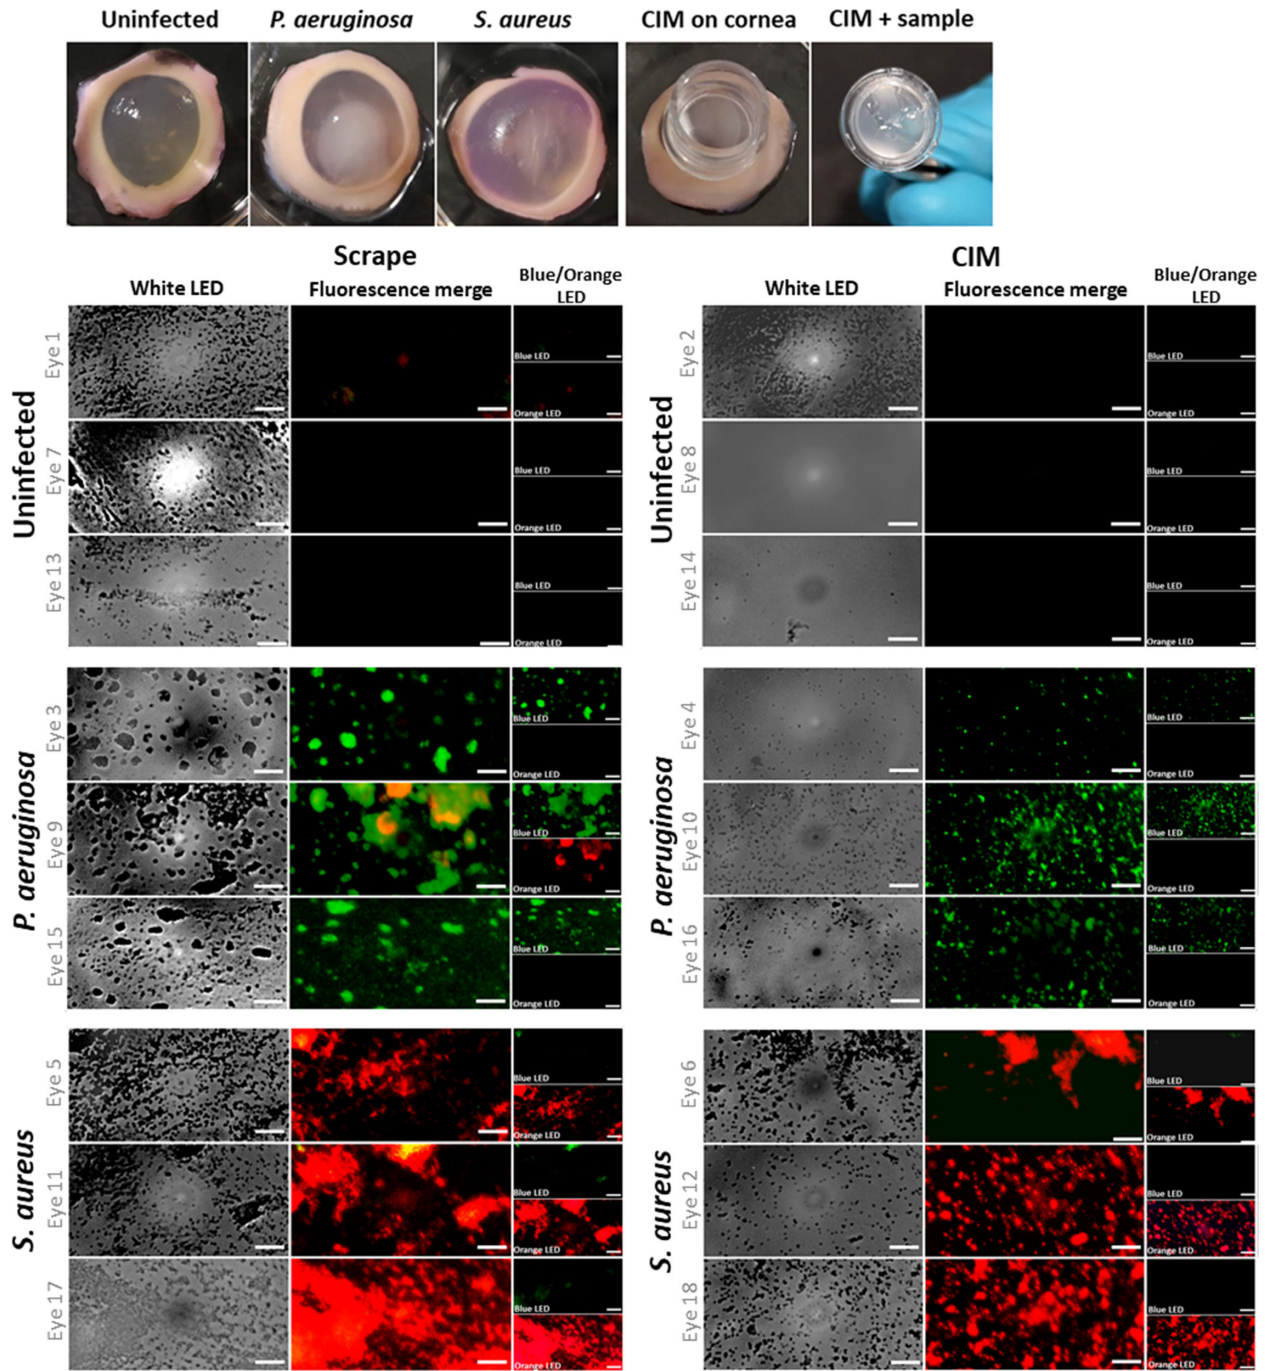 Uninfected P. aeruginosa S. aureus CIM on cornea CIM + sample
Scrape CIM
White LED Fluorescence merge Blue/Orange LED White LED Fluorescence merge Blue/Orange LED
Uninfected
Eye 1
Blue LED
Orange LED
Eye 7
Blue LED
Orange LED
Eye 13
Blue LED
Orange LED
Uninfected
Eye 2
Blue LED
Orange LED
Eye 8
Blue LED
Orange LED
Eye 14
Blue LED
Orange LED
P. aeruginosa
Eye 3
Blue LED
Orange LED
Eye 9
Blue LED
Orange LED
Eye 15
Blue LED
Orange LED
P. aeruginosa
Eye 4
Blue LED
Orange LED
Eye 10
Blue LED
Orange LED
Eye 16
Blue LED
Orange LED
S. aureus
Eye 5
Blue LED
Orange LED
Eye 11
Blue LED
Orange LED
Eye 17
Blue LED
Orange LED
S. aureus
Eye 6
Blue LED
Orange LED
Eye 12
Blue LED
Orange LED
Eye 18
Blue LED
Orange LED